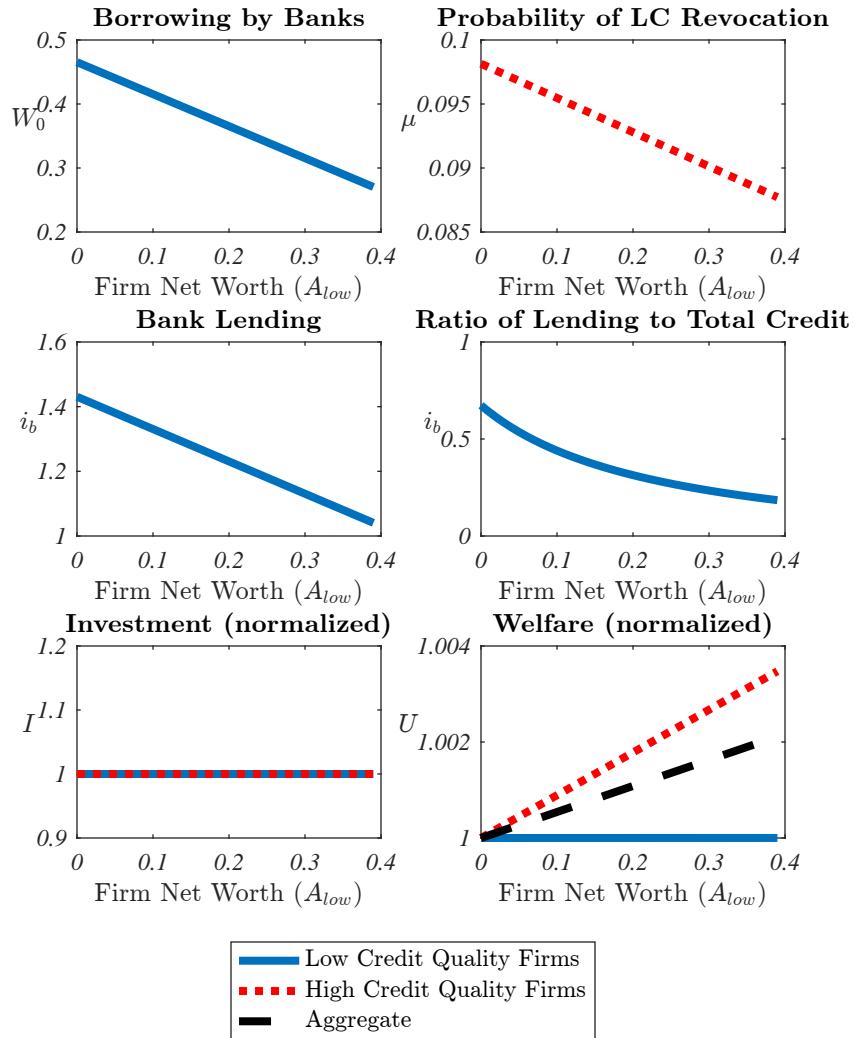 Borrowing by Banks
0.5
0.4
0.3
0.2
W0
0 0.1 0.2 0.3 0.4
Firm Net Worth (Alow)
Probability of LC Revocation
0.1
0.095
0.09
0.085
μ
0 0.1 0.2 0.3 0.4
Firm Net Worth (Alow)
Bank Lending
1.6
1.4
1.2
1
ib
0 0.1 0.2 0.3 0.4
Firm Net Worth (Alow)
Ratio of Lending to Total Credit
1
0.5
0
ib
0 0.1 0.2 0.3 0.4
Firm Net Worth (Alow)
Investment (normalized)
1.2
1.1
1
0.9
I
0 0.1 0.2 0.3 0.4
Firm Net Worth (Alow)
Welfare (normalized)
1.004
1.002
1
U
0 0.1 0.2 0.3 0.4
Firm Net Worth (Alow)
Low Credit Quality Firms
High Credit Quality Firms
Aggregate